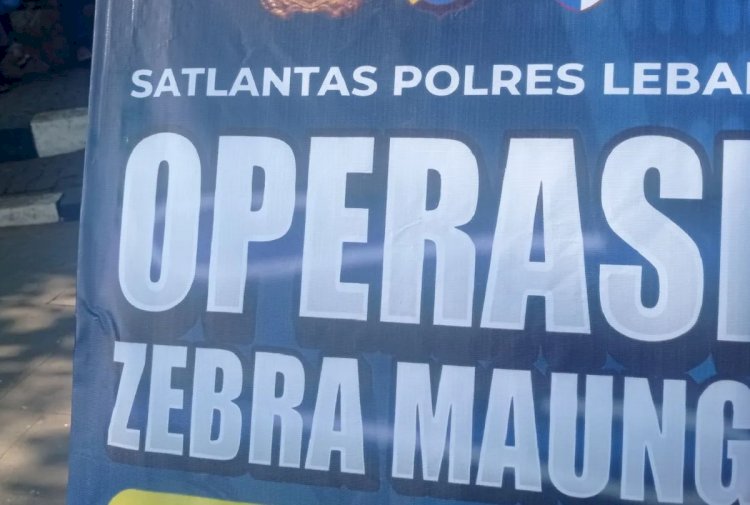 SATLANTAS POLRES LEBA
OPERASI
ZEBRA MAUNG